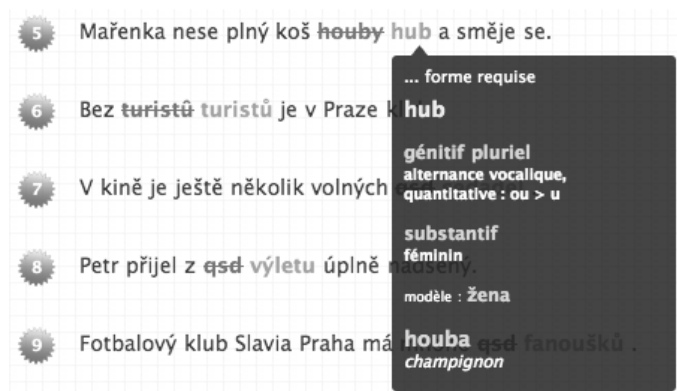 5 Mařenka nese plný koš houby hub a směje se.
6 Bez turistû turistů je v Praze
7 V kině je ještě několik volných
8 Petr přijel z qsd výletu úplně nadšený.
9 Fotbalový klub Slavia Praha má qsd fanoušků .
... forme requise
hub
génitif pluriel
alternance vocalique,
quantitative : ou > u
substantif
féminin
modèle : žena
houba
champignon